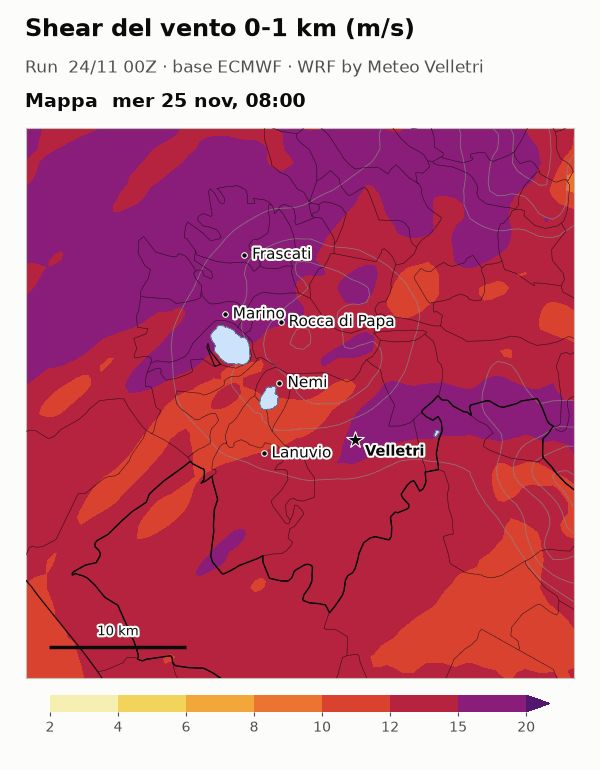 Shear del vento 0-1 km (m/s)
Run  24/11 00Z · base ECMWF · WRF by Meteo Velletri
Mappa  mer 25 nov, 08:00
Frascati
Marino
Rocca di Papa
Nemi
Velletri
Lanuvio
10 km
2 4 6 8 10 12 15 20